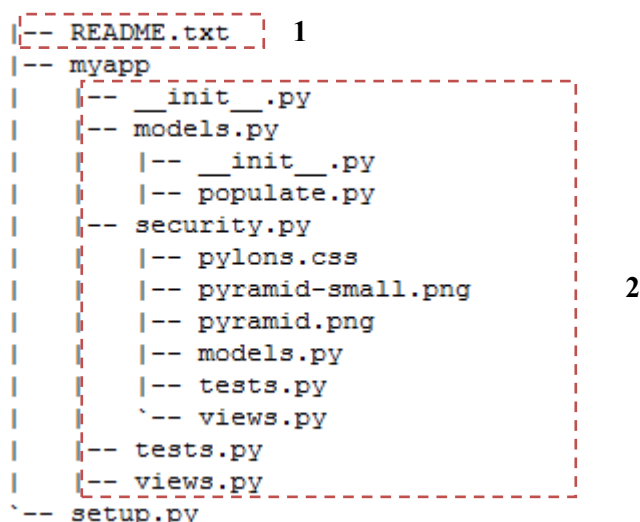 |-- README.txt 1
|-- myapp
|   |-- __init__.py
|   |-- models.py
|   |   |-- __init__.py
|   |   |-- populate.py
|   |-- security.py
|   |   |-- pylons.css
|   |   |-- pyramid-small.png 2
|   |   |-- pyramid.png
|   |   |-- models.py
|   |   |-- tests.py
|   |   `-- views.py
|   |-- tests.py
|   |-- views.py
`-- setup.py